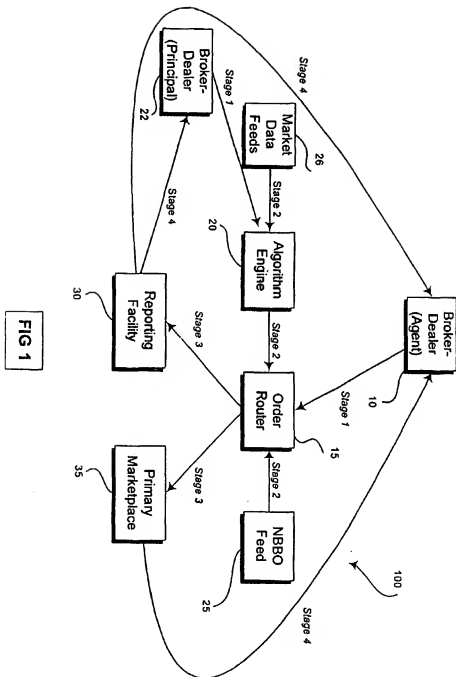 Stage 4
Broker-
Dealer
(Agent)
10
Stage 1
Broker-
Dealer
(Principal)
22
Stage 1
Market
Data
Feeds
26
Stage 2
Algorithm
Engine
20
Stage 2
Order
Router
15
Stage 2
NBBO
Feed
25
100
Stage 4
Stage 4
Reporting
Facility
30
Stage 3
Stage 3
Primary
Marketplace
35
FIG 1